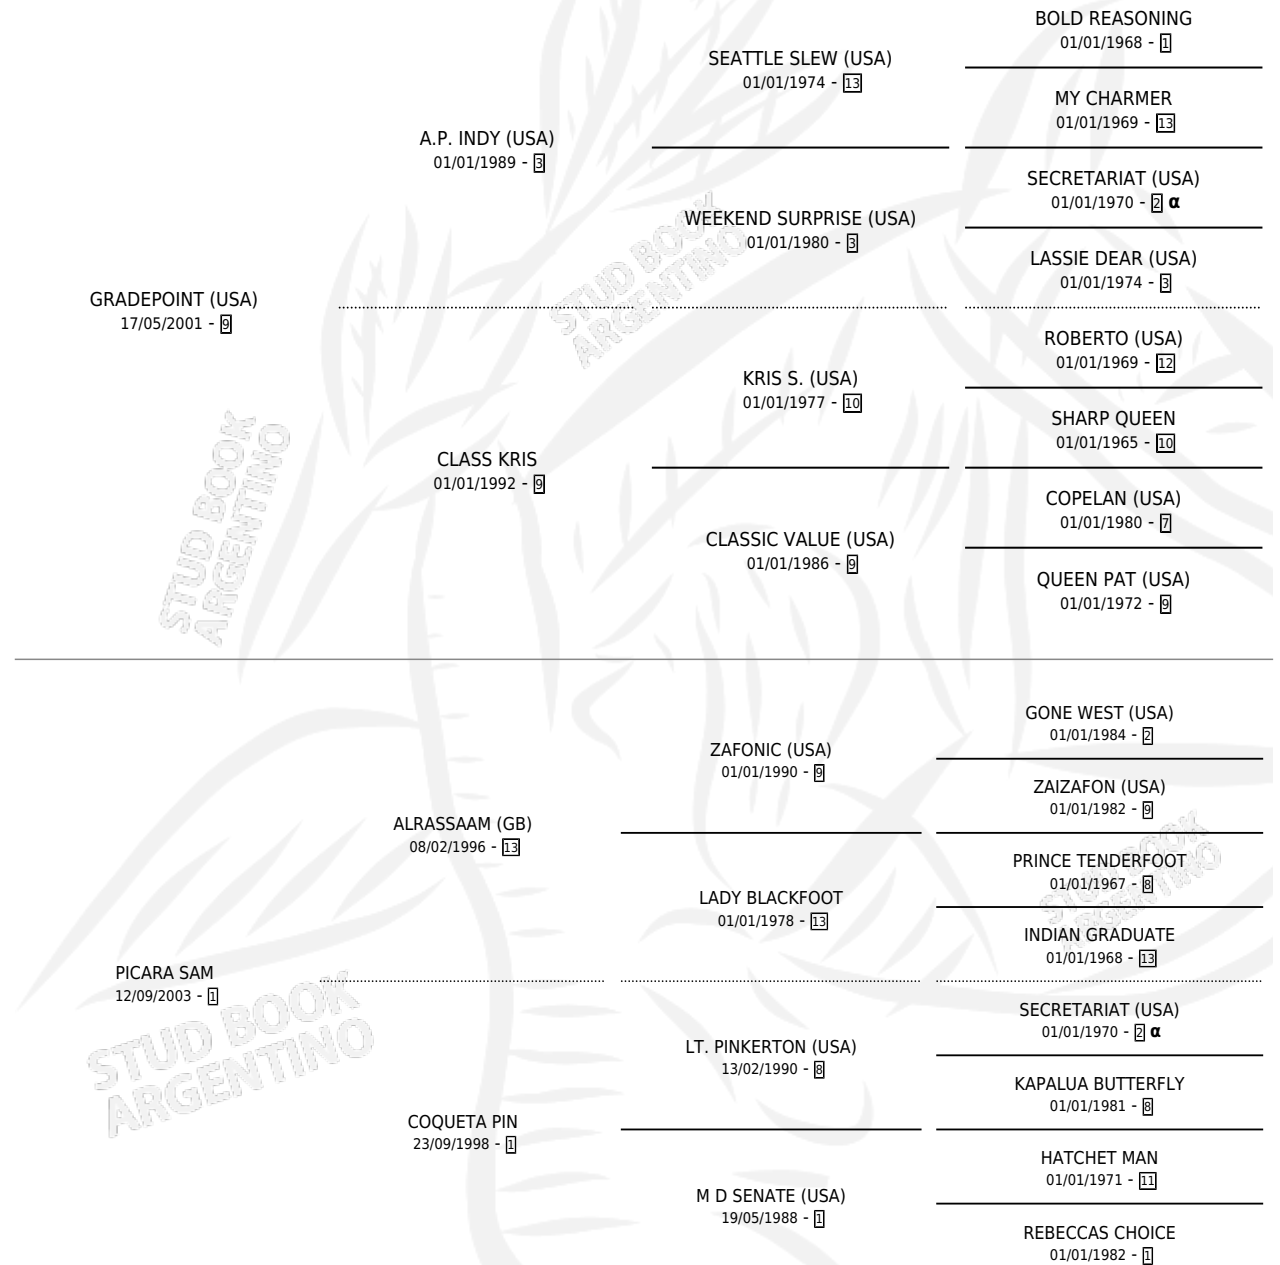 BOLD REASONING
01/01/1968 - 1
SEATTLE SLEW (USA)
01/01/1974 - 13
MY CHARMER
01/01/1969 - 13
A.P. INDY (USA)
01/01/1989 - 3
SECRETARIAT (USA)
01/01/1970 - 2 α
WEEKEND SURPRISE (USA)
01/01/1980 - 3
LASSIE DEAR (USA)
01/01/1974 - 3
GRADEPOINT (USA)
17/05/2001 - 9
ROBERTO (USA)
01/01/1969 - 12
KRIS S. (USA)
01/01/1977 - 10
SHARP QUEEN
01/01/1965 - 10
CLASS KRIS
01/01/1992 - 9
COPELAN (USA)
01/01/1980 - 7
CLASSIC VALUE (USA)
01/01/1986 - 9
QUEEN PAT (USA)
01/01/1972 - 9
GONE WEST (USA)
01/01/1984 - 2
ZAFONIC (USA)
01/01/1990 - 9
ZAIZAFON (USA)
01/01/1982 - 9
ALRASSAAM (GB)
08/02/1996 - 13
PRINCE TENDERFOOT
01/01/1967 - 8
LADY BLACKFOOT
01/01/1978 - 13
INDIAN GRADUATE
01/01/1968 - 13
PICARA SAM
12/09/2003 - 1
SECRETARIAT (USA)
01/01/1970 - 2 α
LT. PINKERTON (USA)
13/02/1990 - 8
KAPALUA BUTTERFLY
01/01/1981 - 8
COQUETA PIN
23/09/1998 - 1
HATCHET MAN
01/01/1971 - 11
M D SENATE (USA)
19/05/1988 - 1
REBECCAS CHOICE
01/01/1982 - 1
STUD BOOK
ARGENTINO
STUD BOOK
ARGENTINO
STUD BOOK
ARGENTINO
STUD BOOK
ARGENTINO